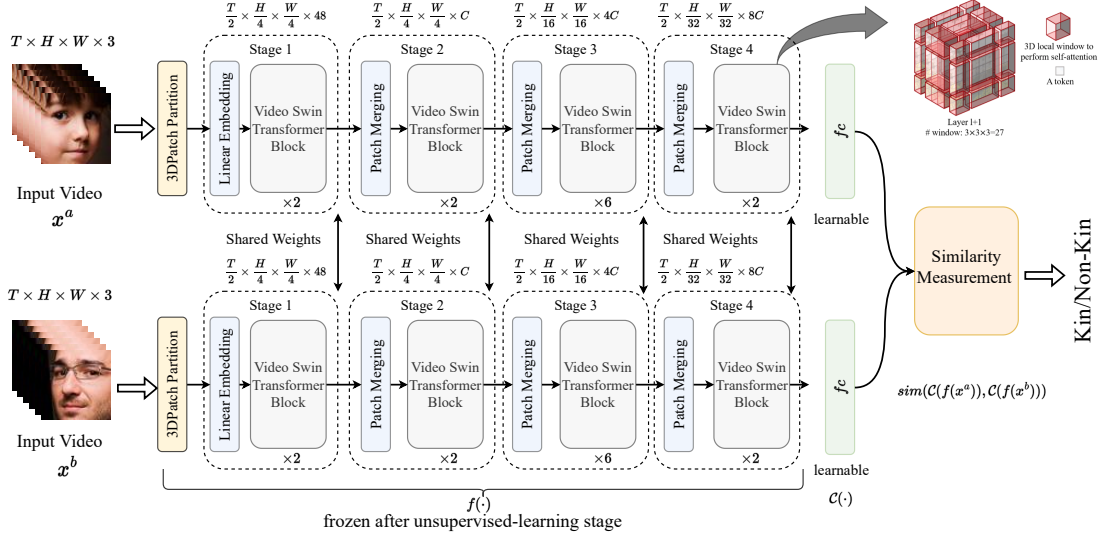 T/2 × H/4 × W/4 × 48
T/2 × H/4 × W/4 × C
T/2 × H/16 × W/16 × 4C
T/2 × H/32 × W/32 × 8C
T × H × W × 3
Input Video
x^a
3DPatch Partition
Stage 1
Linear Embedding
Video Swin
Transformer
Block
×2
Stage 2
Patch Merging
Video Swin
Transformer
Block
×2
Stage 3
Patch Merging
Video Swin
Transformer
Block
×6
Stage 4
Patch Merging
Video Swin
Transformer
Block
×2
fc
learnable
3D local window to
perform self-attention
A token
Layer l+1
# window: 3×3×3=27
Shared Weights
Shared Weights
Shared Weights
Shared Weights
T/2 × H/4 × W/4 × 48
T/2 × H/4 × W/4 × C
T/2 × H/16 × W/16 × 4C
T/2 × H/32 × W/32 × 8C
T × H × W × 3
Input Video
x^b
3DPatch Partition
Stage 1
Linear Embedding
Video Swin
Transformer
Block
×2
Stage 2
Patch Merging
Video Swin
Transformer
Block
×2
Stage 3
Patch Merging
Video Swin
Transformer
Block
×6
Stage 4
Patch Merging
Video Swin
Transformer
Block
×2
fc
learnable
C(·)
Similarity
Measurement
Kin/Non-Kin
sim(C(f(x^a)), C(f(x^b)))
f(·)
frozen after unsupervised-learning stage